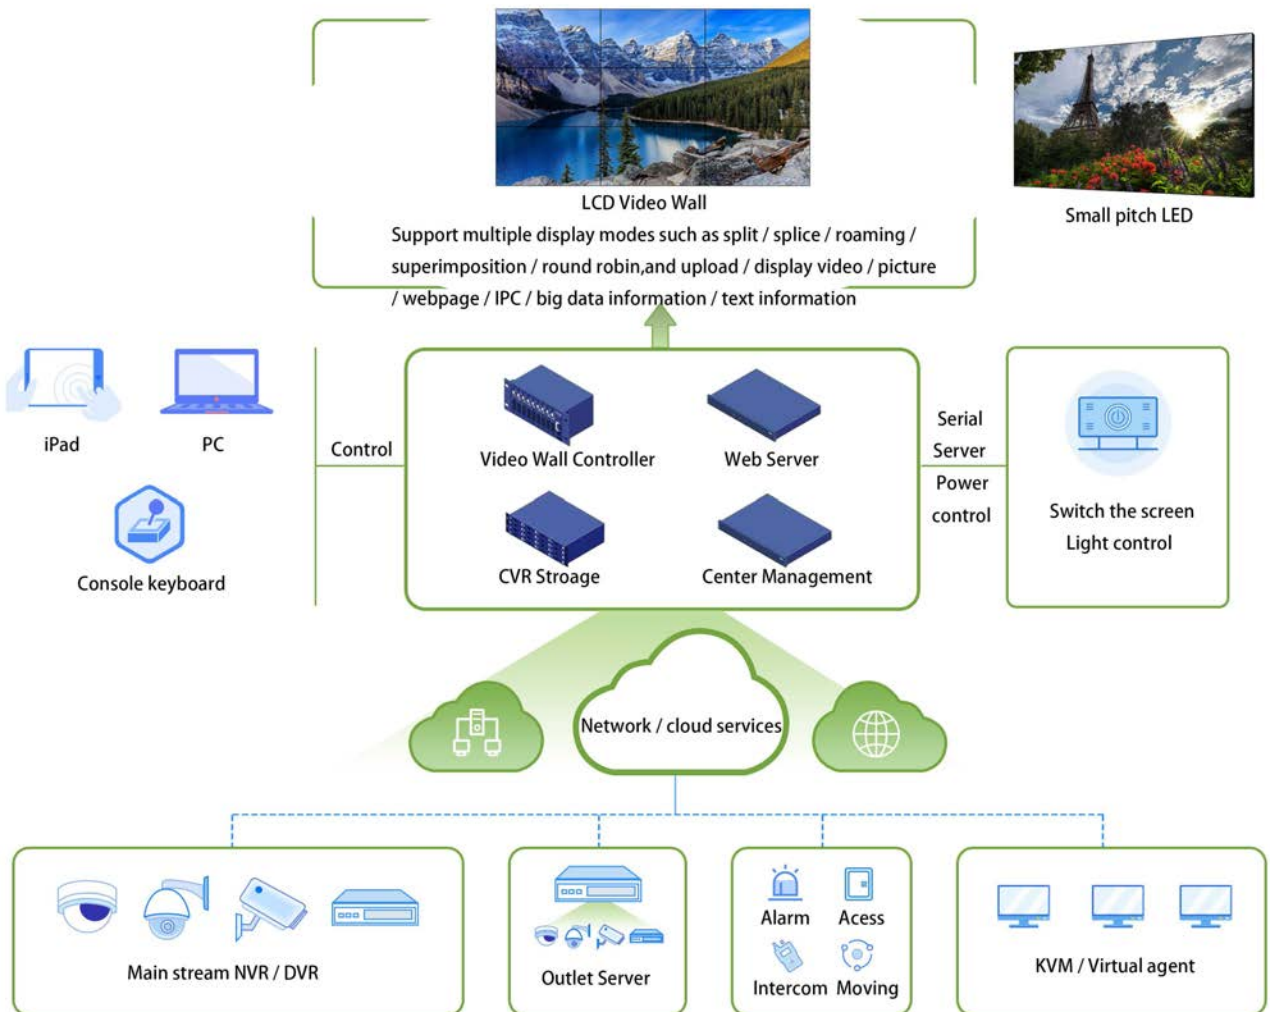 LCD Video Wall
Small pitch LED
Support multiple display modes such as split / splice / roaming /
superimposition / round robin,and upload / display video / picture
/ webpage / IPC / big data information / text information
iPad
PC
Console keyboard
Control
Video Wall Controller
Web Server
CVR Stroage
Center Management
Serial
Server
Power
control
Switch the screen
Light control
Network / cloud services
Main stream NVR / DVR
Outlet Server
Alarm
Acess
Intercom
Moving
KVM / Virtual agent